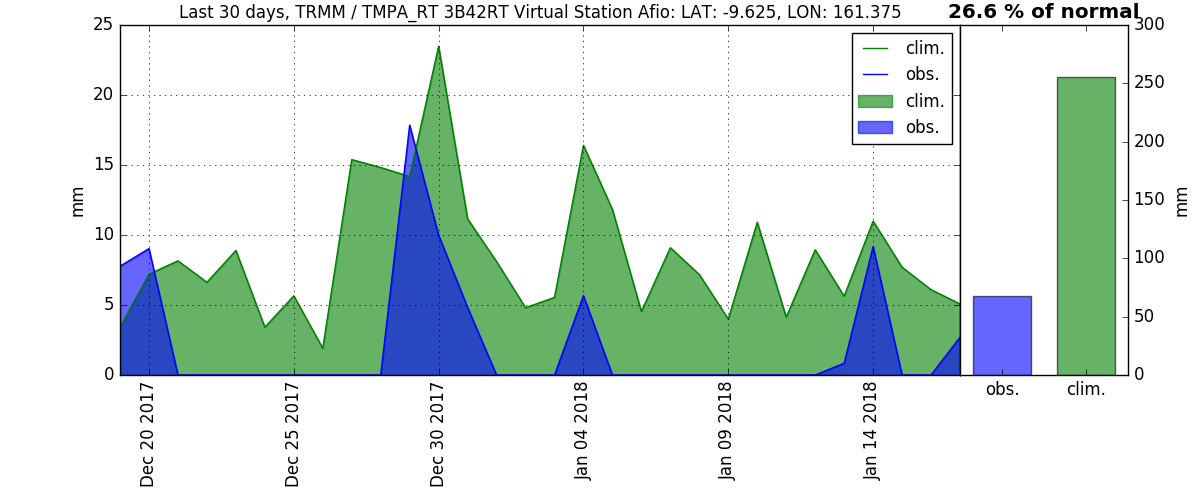 Last 30 days, TRMM / TMPA_RT 3B42RT Virtual Station Afio: LAT: -9.625, LON: 161.375
26.6 % of normal
25
20
15
10
5
0
mm
clim.
obs.
clim.
obs.
300
250
200
150
100
50
0
mm
Dec 20 2017
Dec 25 2017
Dec 30 2017
Jan 04 2018
Jan 09 2018
Jan 14 2018
obs.
clim.